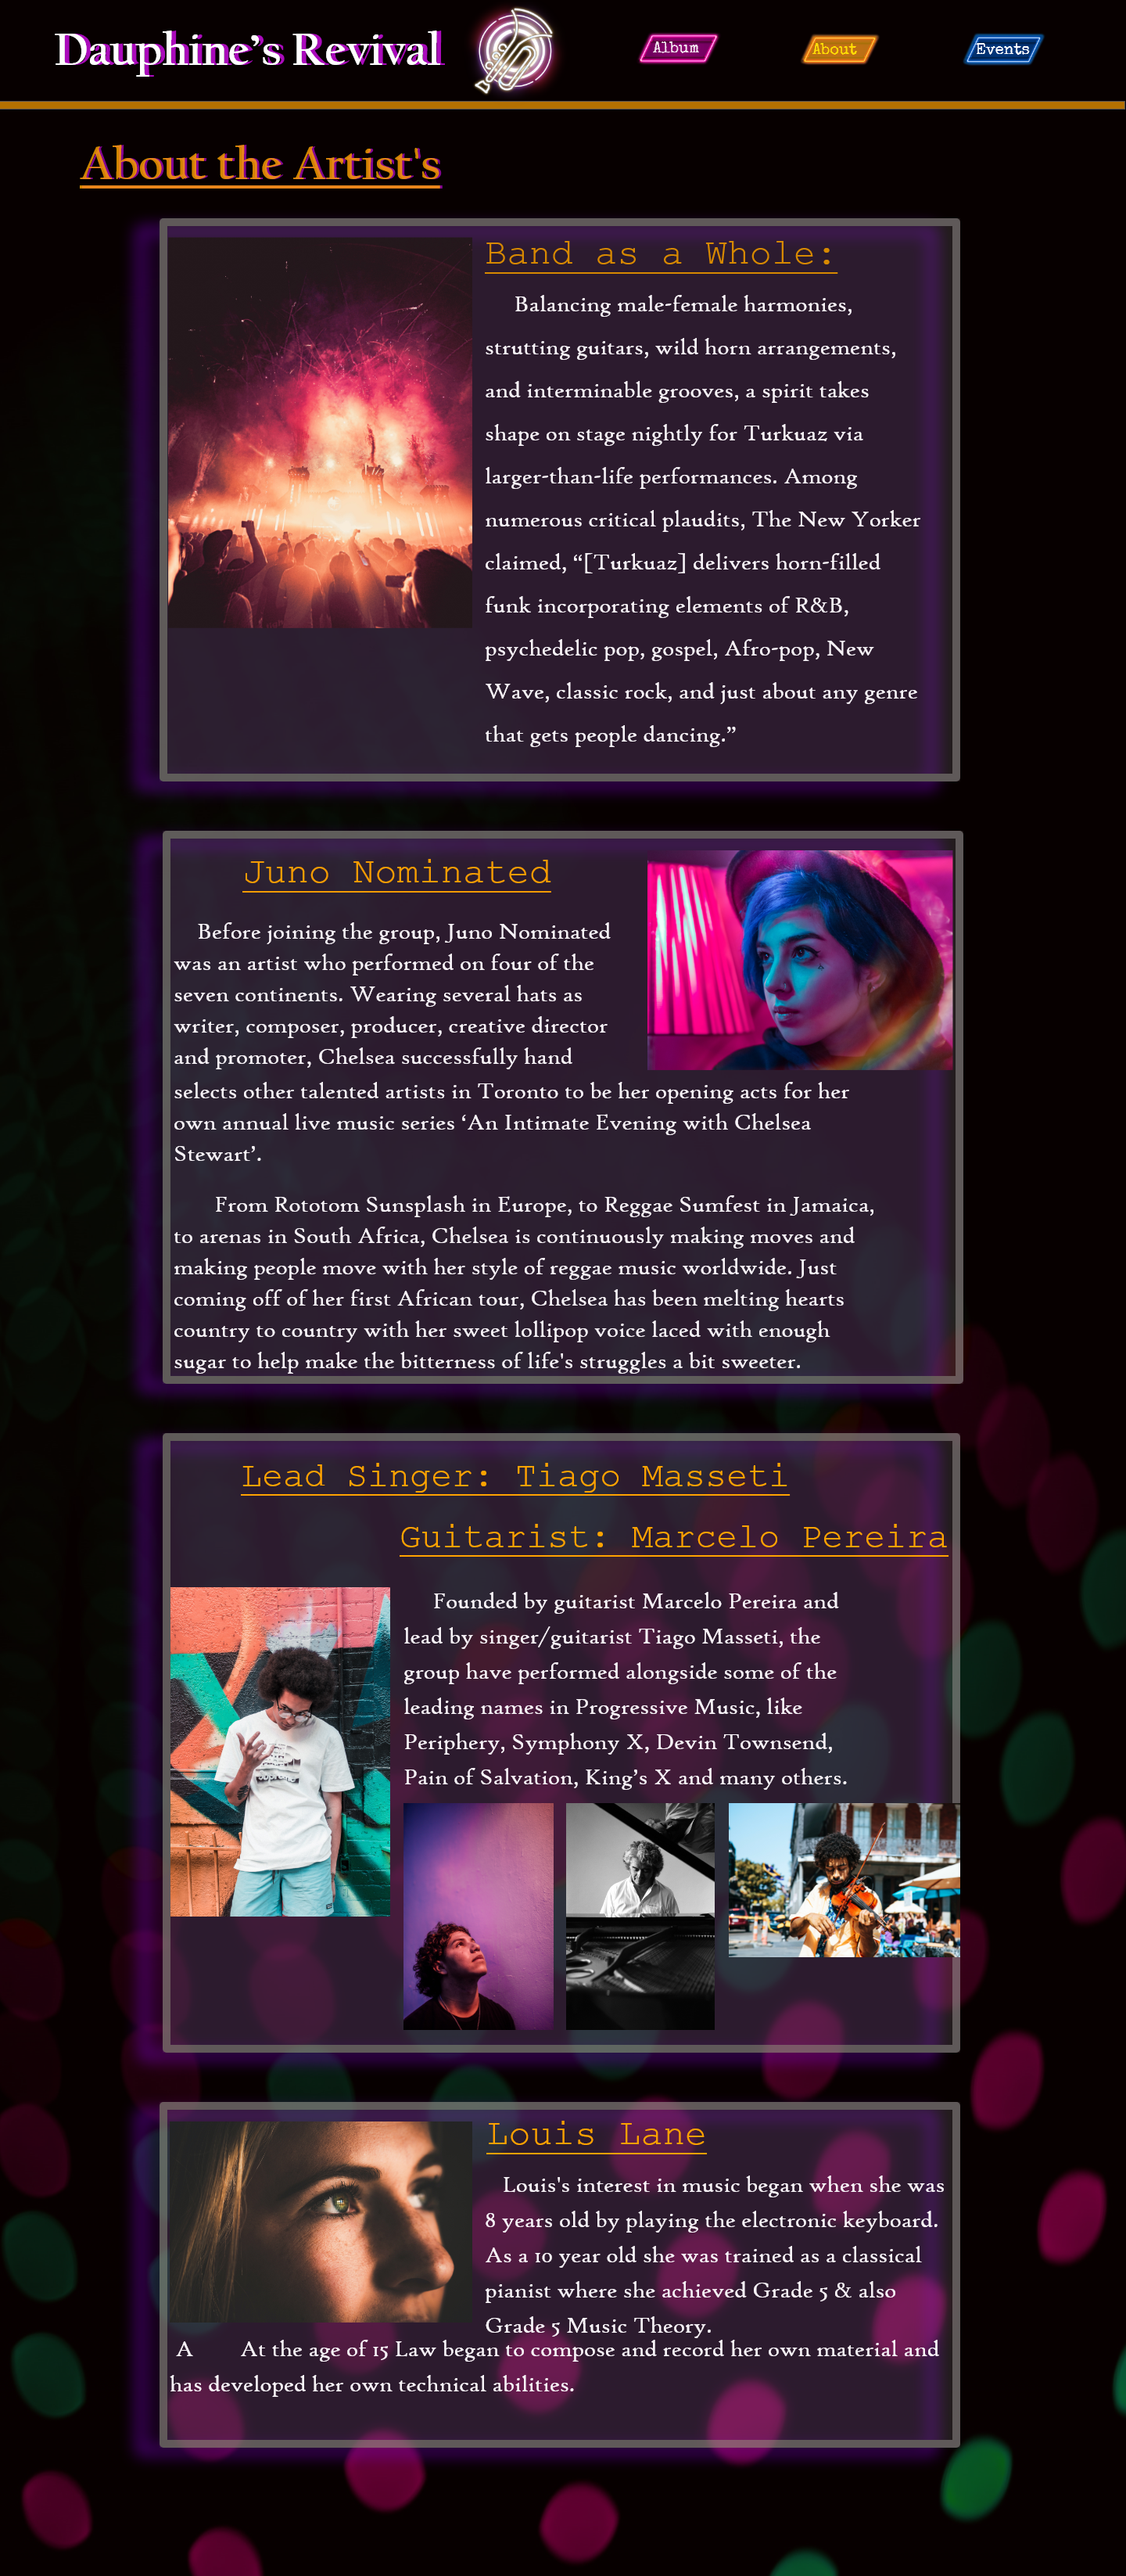 Dauphine’s Revival
Album
About
Events
About the Artist's
Band as a Whole:
Balancing male-female harmonies,
strutting guitars, wild horn arrangements,
and interminable grooves, a spirit takes
shape on stage nightly for Turkuaz via
larger-than-life performances. Among
numerous critical plaudits, The New Yorker
claimed, “[Turkuaz] delivers horn-filled
funk incorporating elements of R&B,
psychedelic pop, gospel, Afro-pop, New
Wave, classic rock, and just about any genre
that gets people dancing.”
Juno Nominated
Before joining the group, Juno Nominated
was an artist who performed on four of the
seven continents. Wearing several hats as
writer, composer, producer, creative director
and promoter, Chelsea successfully hand
selects other talented artists in Toronto to be her opening acts for her
own annual live music series ‘An Intimate Evening with Chelsea
Stewart’.
From Rototom Sunsplash in Europe, to Reggae Sumfest in Jamaica,
to arenas in South Africa, Chelsea is continuously making moves and
making people move with her style of reggae music worldwide. Just
coming off of her first African tour, Chelsea has been melting hearts
country to country with her sweet lollipop voice laced with enough
sugar to help make the bitterness of life's struggles a bit sweeter.
Lead Singer: Tiago Masseti
Guitarist: Marcelo Pereira
Founded by guitarist Marcelo Pereira and
lead by singer/guitarist Tiago Masseti, the
group have performed alongside some of the
leading names in Progressive Music, like
Periphery, Symphony X, Devin Townsend,
Pain of Salvation, King’s X and many others.
Louis Lane
Louis's interest in music began when she was
8 years old by playing the electronic keyboard.
As a 10 year old she was trained as a classical
pianist where she achieved Grade 5 & also
Grade 5 Music Theory.
A At the age of 15 Law began to compose and record her own material and
has developed her own technical abilities.